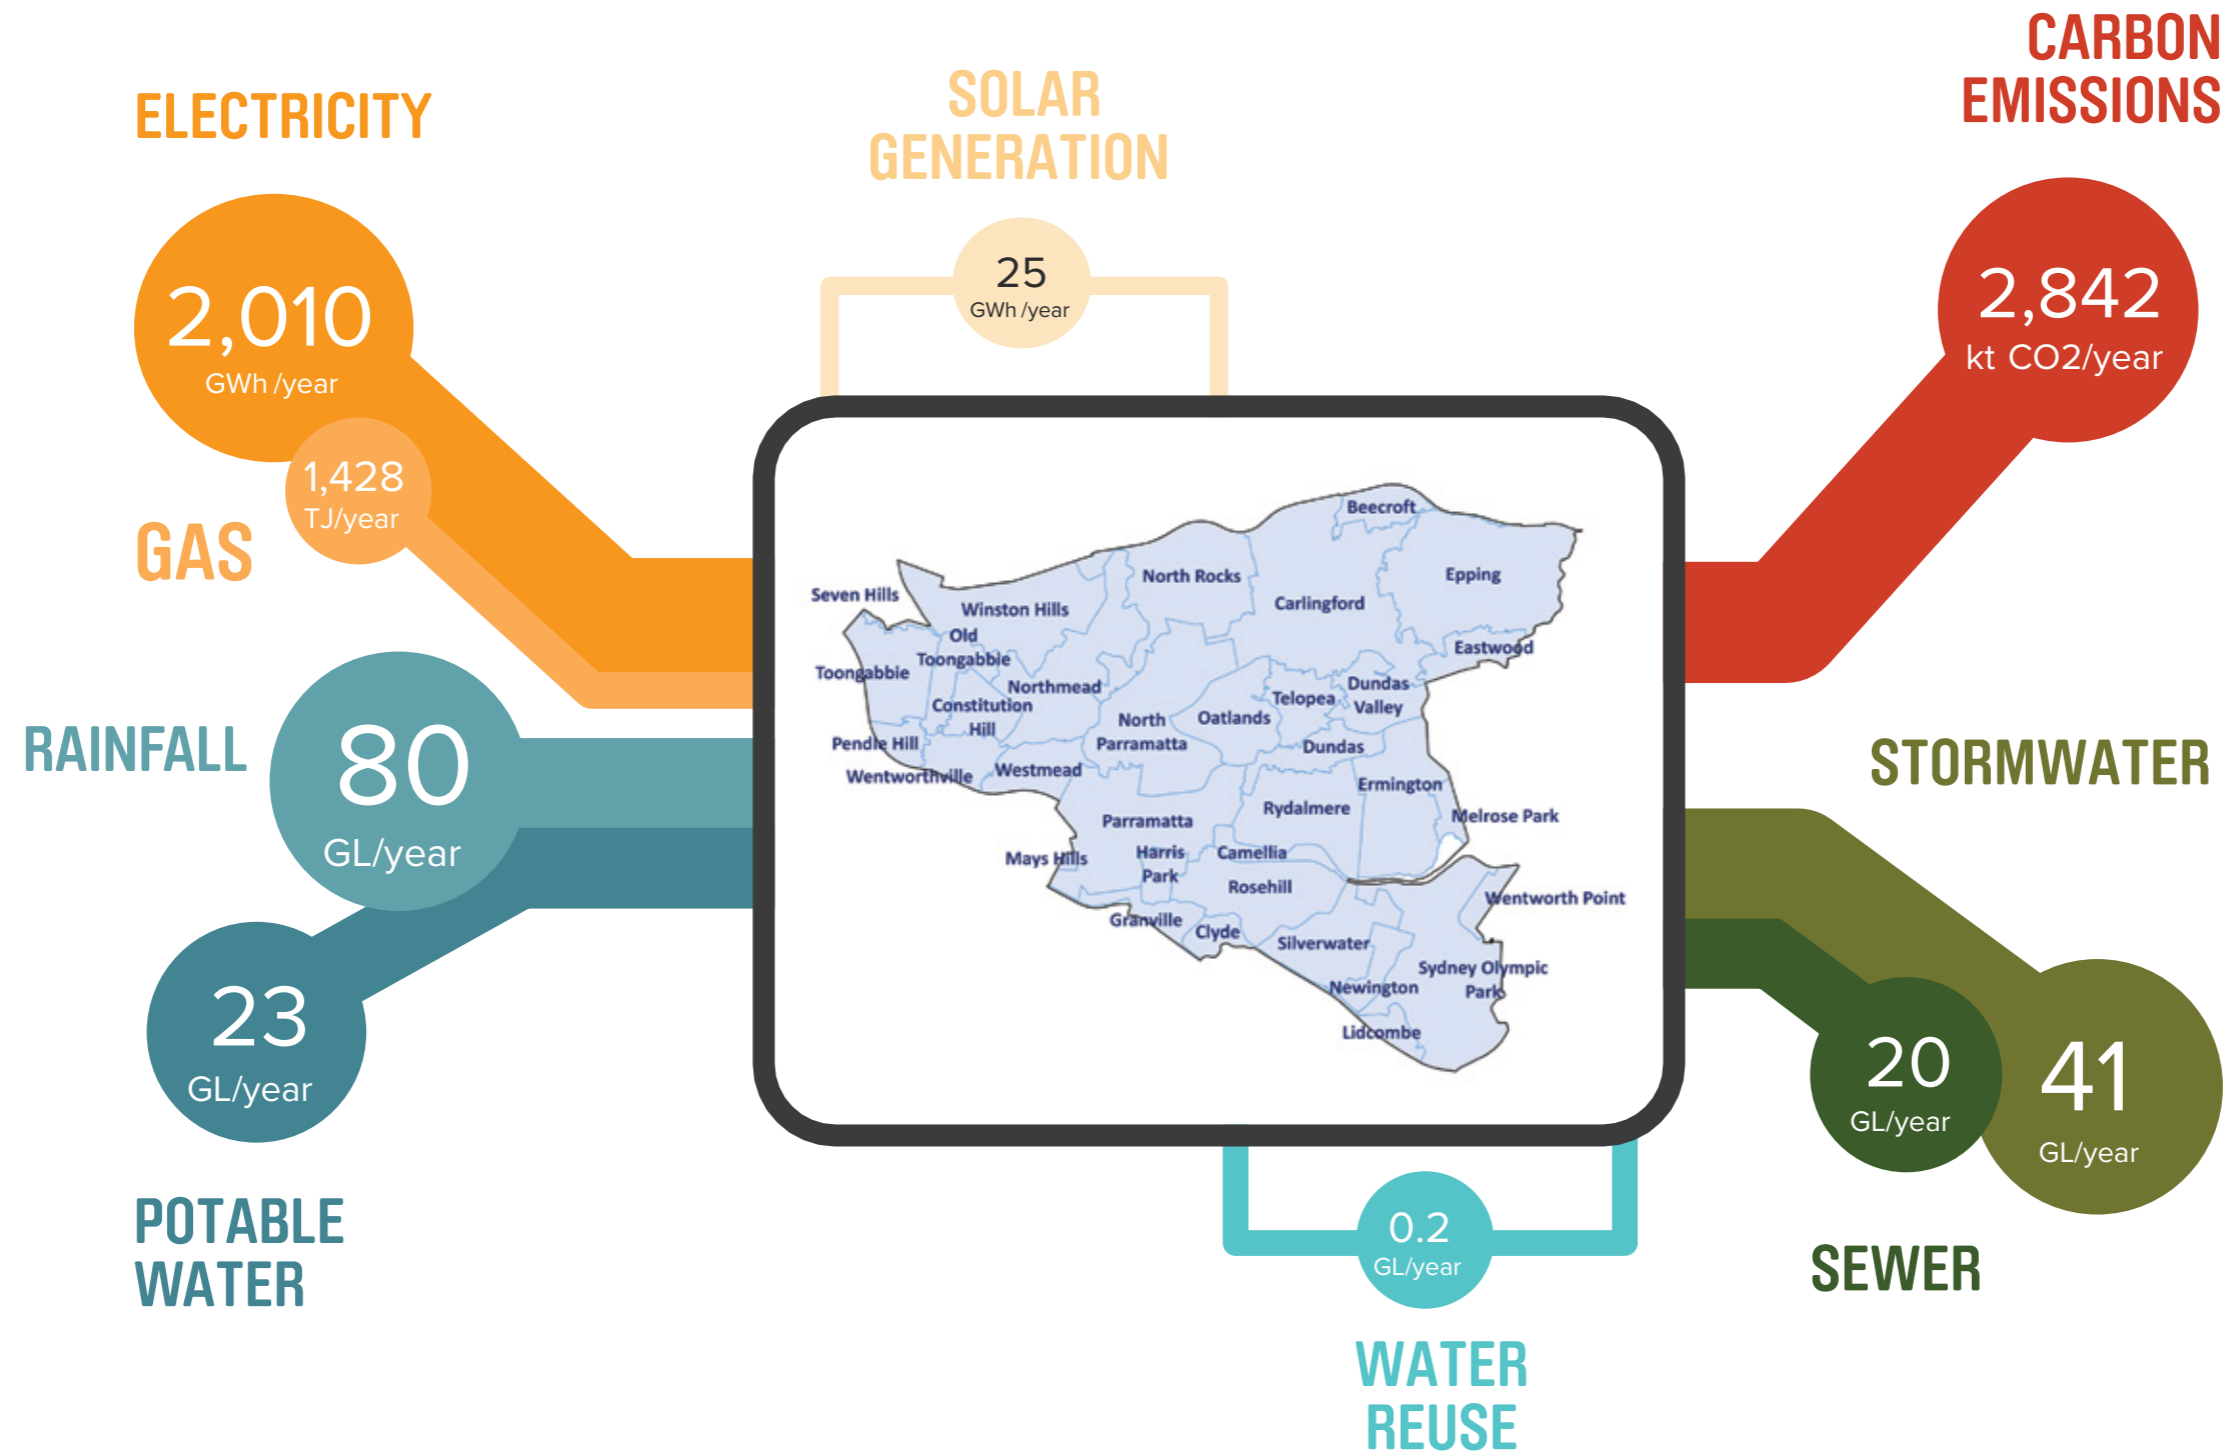 CARBON
EMISSIONS
2,842
kt CO2/year
ELECTRICITY
2,010
GWh /year
SOLAR
GENERATION
25
GWh /year
GAS
1,428
TJ/year
RAINFALL
80
GL/year
23
GL/year
POTABLE
WATER
Beecroft
North Rocks
Epping
Seven Hills
Winston Hills
Carlingford
Old
Toongabbie
Eastwood
Toongabbie
Northmead
Constitution
Hill
Telopea
Dundas
Valley
North
Parramatta
Oatlands
Pendle Hill
Dundas
Wentworthville
Westmead
Ermington
Rydalmere
Parramatta
Melrose Park
Mays Hills
Harris
Park
Camellia
Rosehill
Wentworth Point
Granville
Clyde
Silverwater
Sydney Olympic
Park
Newington
Lidcombe
STORMWATER
41
GL/year
20
GL/year
SEWER
0.2
GL/year
WATER
REUSE